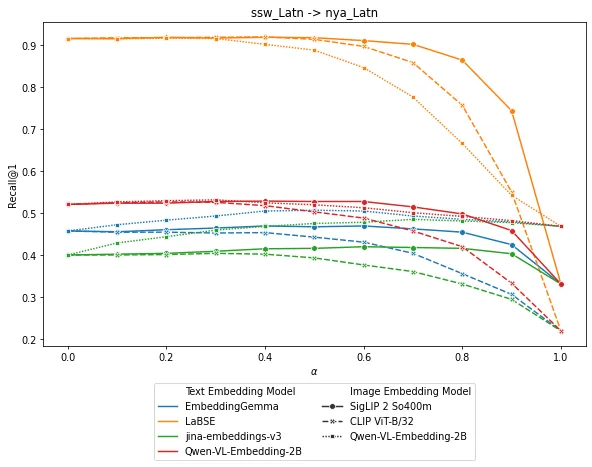 ssw_Latn -> nya_Latn
Recall@1
0.9
0.8
0.7
0.6
0.5
0.4
0.3
0.2
0.0
0.2
0.4
0.6
0.8
1.0
α
Text Embedding Model
EmbeddingGemma
LaBSE
jina-embeddings-v3
Qwen-VL-Embedding-2B
Image Embedding Model
SigLIP 2 So400m
CLIP ViT-B/32
Qwen-VL-Embedding-2B